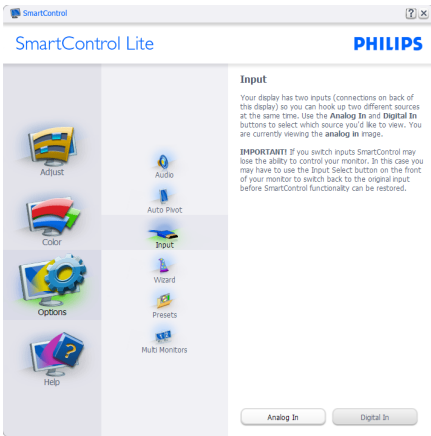 SmartControl
SmartControl Lite
PHILIPS
Adjust
Color
Options
Help
Audio
Auto Pivot
Input
Wizard
Presets
Multi Monitors
Input
Your display has two inputs (connections on back of
this display) so you can hook up two different sources
at the same time. Use the Analog In and Digital In
buttons to select which source you'd like to view. You
are currently viewing the analog in image.
IMPORTANT! If you switch inputs SmartControl may
lose the ability to control your monitor. In this case you
may have to use the Input Select button on the front
of your monitor to switch back to the original input
before SmartControl functionality can be restored.
Analog In
Digital In